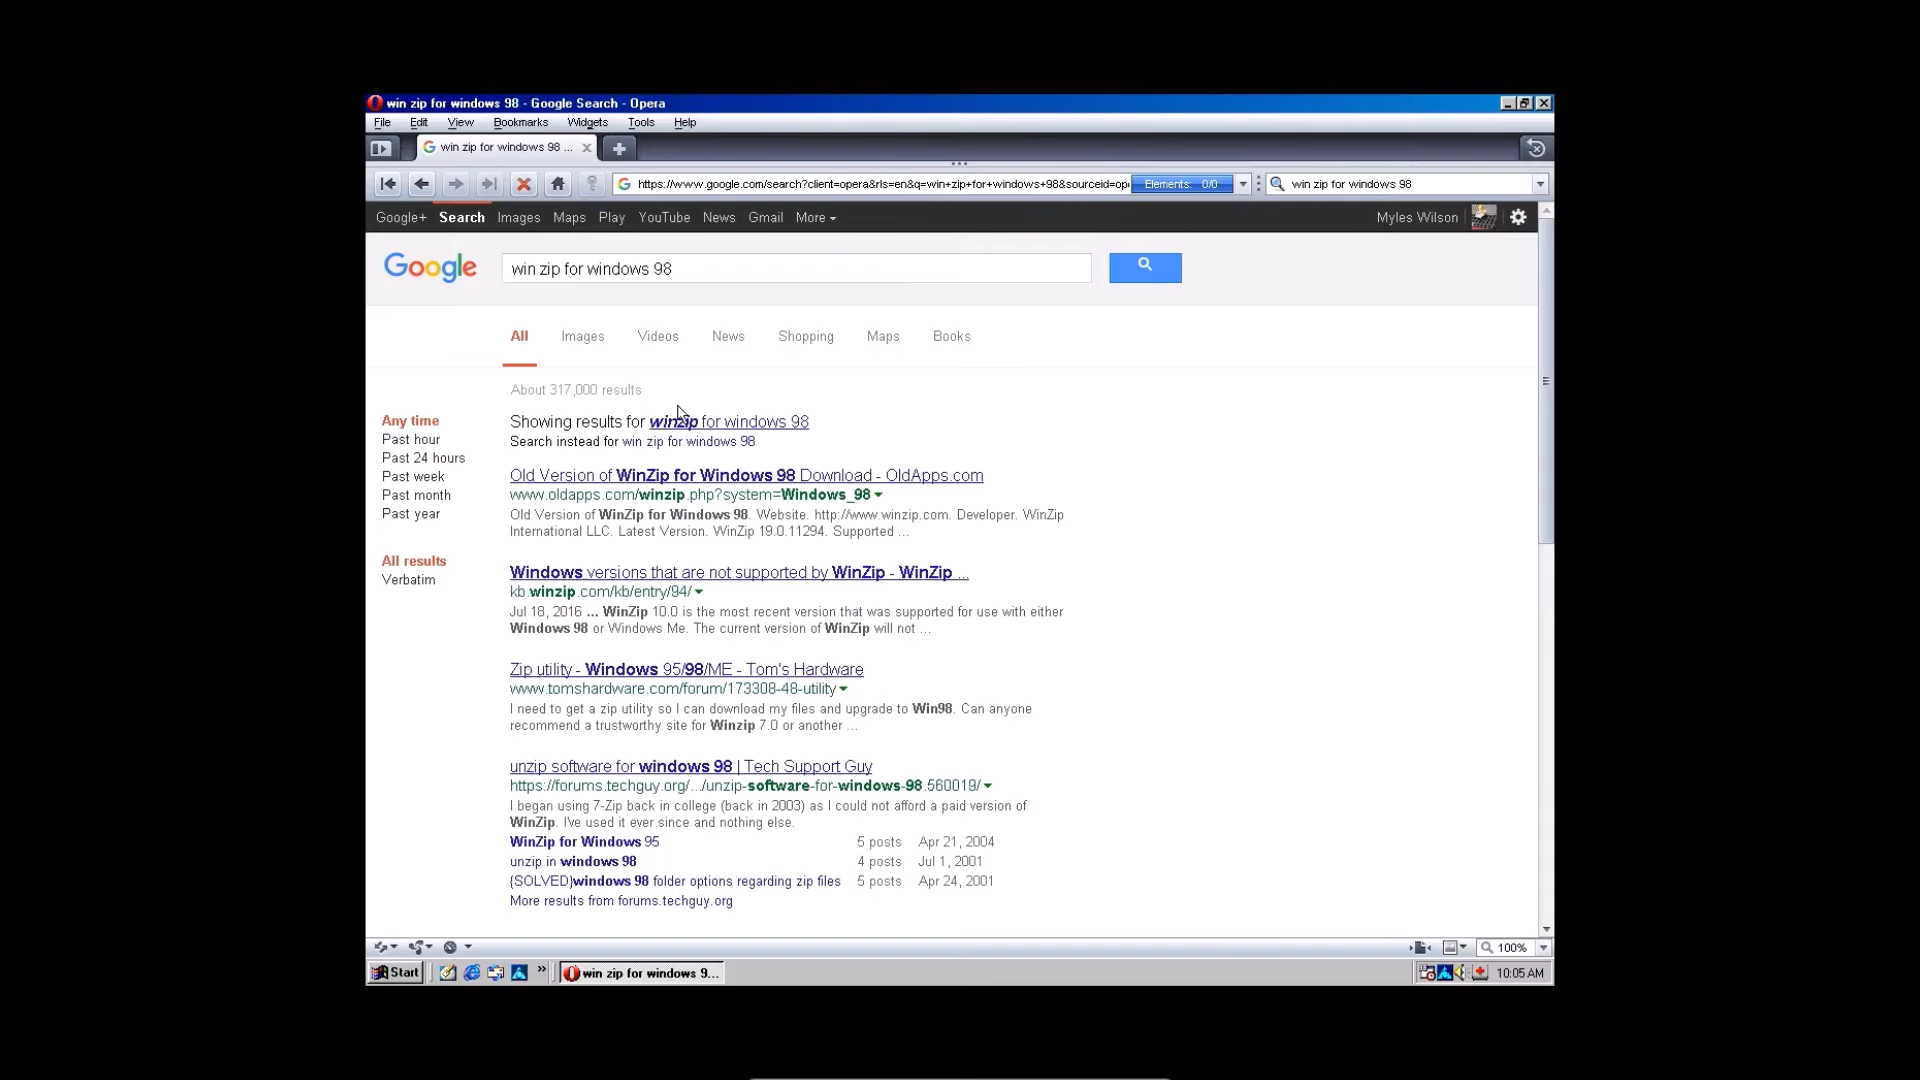 win zip for windows 98 - Google Search - Opera
File Edit View Bookmarks Widgets Tools Help
win zip for windows 98 ...
https://www.google.com/search?client=opera&rls=en&q=win+zip+for+windows+98&sourceid=op Elements: 0/0 win zip for windows 98
Google+ Search Images Maps Play YouTube News Gmail More Myles Wilson
Google win zip for windows 98
All Images Videos News Shopping Maps Books
About 317,000 results
Any time
Past hour
Past 24 hours
Past week
Past month
Past year
All results
Verbatim
Showing results for winzip for windows 98
Search instead for win zip for windows 98
Old Version of WinZip for Windows 98 Download - OldApps.com
www.oldapps.com/winzip.php?system=Windows_98
Old Version of WinZip for Windows 98. Website. http://www.winzip.com. Developer. WinZip
International LLC. Latest Version. WinZip 19.0.11294. Supported ...
Windows versions that are not supported by WinZip - WinZip ...
kb.winzip.com/kb/entry/94/
Jul 18, 2016 ... WinZip 10.0 is the most recent version that was supported for use with either
Windows 98 or Windows Me. The current version of WinZip will not ...
Zip utility - Windows 95/98/ME - Tom's Hardware
www.tomshardware.com/forum/173308-48-utility
I need to get a zip utility so I can download my files and upgrade to Win98. Can anyone
recommend a trustworthy site for Winzip 7.0 or another ...
unzip software for windows 98 | Tech Support Guy
https://forums.techguy.org/.../unzip-software-for-windows-98.560019/
I began using 7-Zip back in college (back in 2003) as I could not afford a paid version of
WinZip. I've used it ever since and nothing else.
WinZip for Windows 95 5 posts Apr 21, 2004
unzip in windows 98 4 posts Jul 1, 2001
{SOLVED}windows 98 folder options regarding zip files 5 posts Apr 24, 2001
More results from forums.techguy.org
100%
Start win zip for windows 9... 10:05 AM